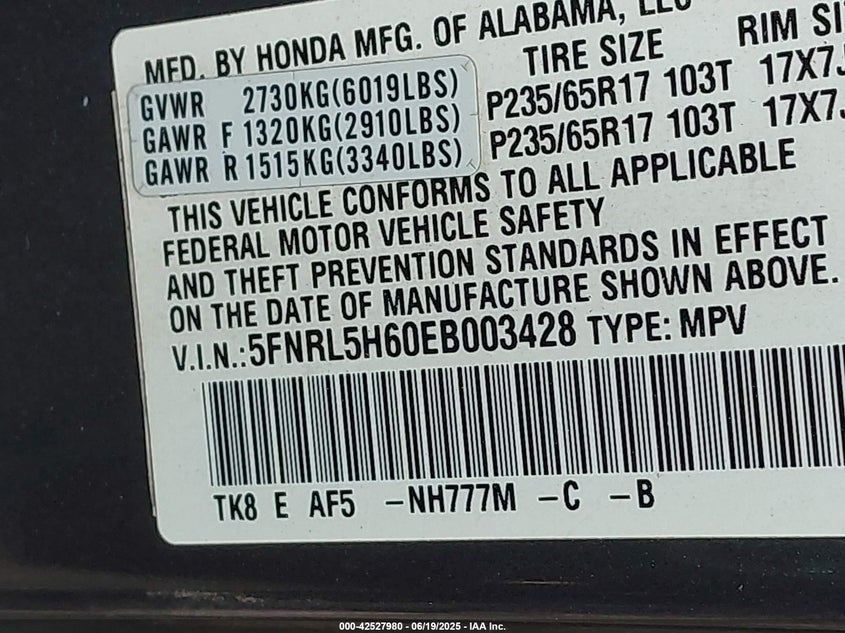 MFD. BY HONDA MFG. OF ALABAMA, LLC
TIRE SIZE RIM
GVWR 2730KG(6019LBS)
GAWR F 1320KG(2910LBS) P235/65R17 103T 17X7
GAWR R 1515KG(3340LBS) P235/65R17 103T 17X7
THIS VEHICLE CONFORMS TO ALL APPLICABLE
FEDERAL MOTOR VEHICLE SAFETY
AND THEFT PREVENTION STANDARDS IN EFFECT
ON THE DATE OF MANUFACTURE SHOWN ABOVE.
V.I.N.:5FNRL5H60EB003428 TYPE: MPV
TK8 E AF5 -NH777M -C -B
000-42527980 - 06/19/2025 - IAA Inc.